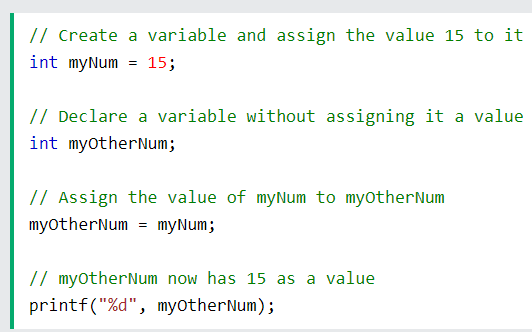 // Create a variable and assign the value 15 to it
int myNum = 15;
// Declare a variable without assigning it a value
int myOtherNum;
// Assign the value of myNum to myOtherNum
myOtherNum = myNum;
// myOtherNum now has 15 as a value
printf("%d", myOtherNum);